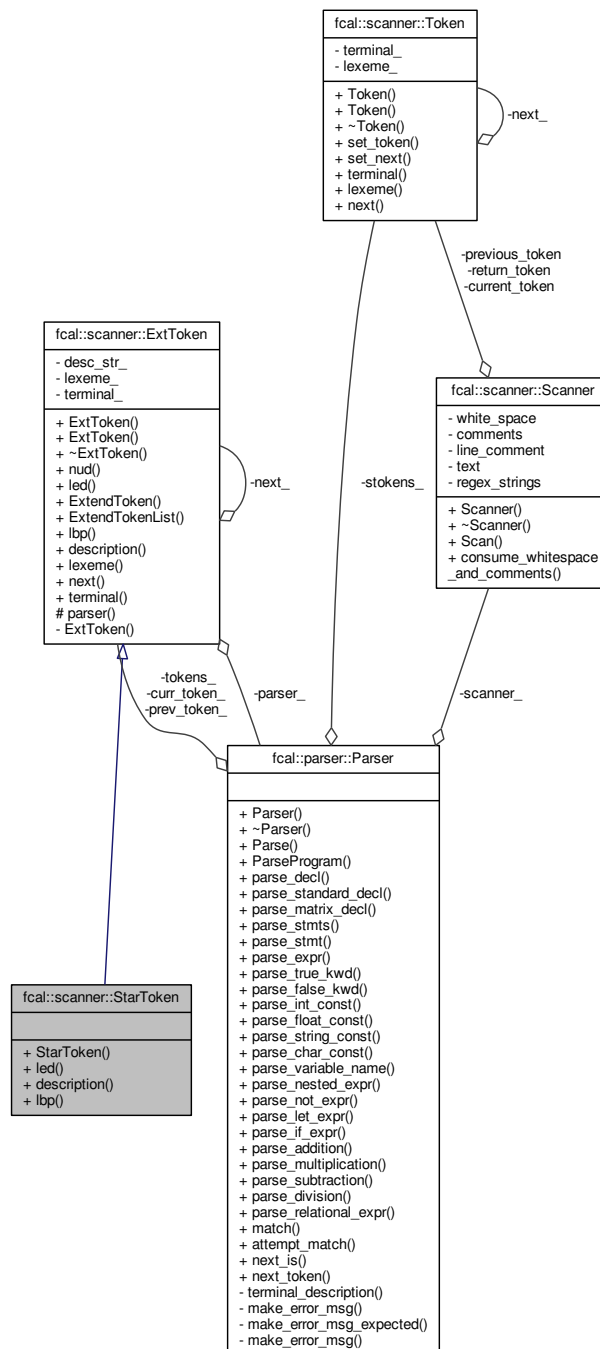 fcal::scanner::Token
- terminal_
- lexeme_
+ Token()
+ Token()
+ ~Token()
+ set_token()
+ set_next()
+ terminal()
+ lexeme()
+ next()
-next_
-previous_token
-return_token
-current_token
fcal::scanner::ExtToken
- desc_str_
- lexeme_
- terminal_
+ ExtToken()
+ ExtToken()
+ ~ExtToken()
+ nud()
+ led()
+ ExtendToken()
+ ExtendTokenList()
+ lbp()
+ description()
+ lexeme()
+ next()
+ terminal()
# parser()
- ExtToken()
-next_
-stokens_
fcal::scanner::Scanner
- white_space
- comments
- line_comment
- text
- regex_strings
+ Scanner()
+ ~Scanner()
+ Scan()
+ consume_whitespace
_and_comments()
-tokens_
-curr_token_
-prev_token_
-parser_
-scanner_
fcal::parser::Parser
+ Parser()
+ ~Parser()
+ Parse()
+ ParseProgram()
+ parse_decl()
+ parse_standard_decl()
+ parse_matrix_decl()
+ parse_stmts()
+ parse_stmt()
+ parse_expr()
+ parse_true_kwd()
+ parse_false_kwd()
+ parse_int_const()
+ parse_float_const()
+ parse_string_const()
+ parse_char_const()
+ parse_variable_name()
+ parse_nested_expr()
+ parse_not_expr()
+ parse_let_expr()
+ parse_if_expr()
+ parse_addition()
+ parse_multiplication()
+ parse_subtraction()
+ parse_division()
+ parse_relational_expr()
+ match()
+ attempt_match()
+ next_is()
+ next_token()
- terminal_description()
- make_error_msg()
- make_error_msg_expected()
- make_error_msg()
fcal::scanner::StarToken
+ StarToken()
+ led()
+ description()
+ lbp()